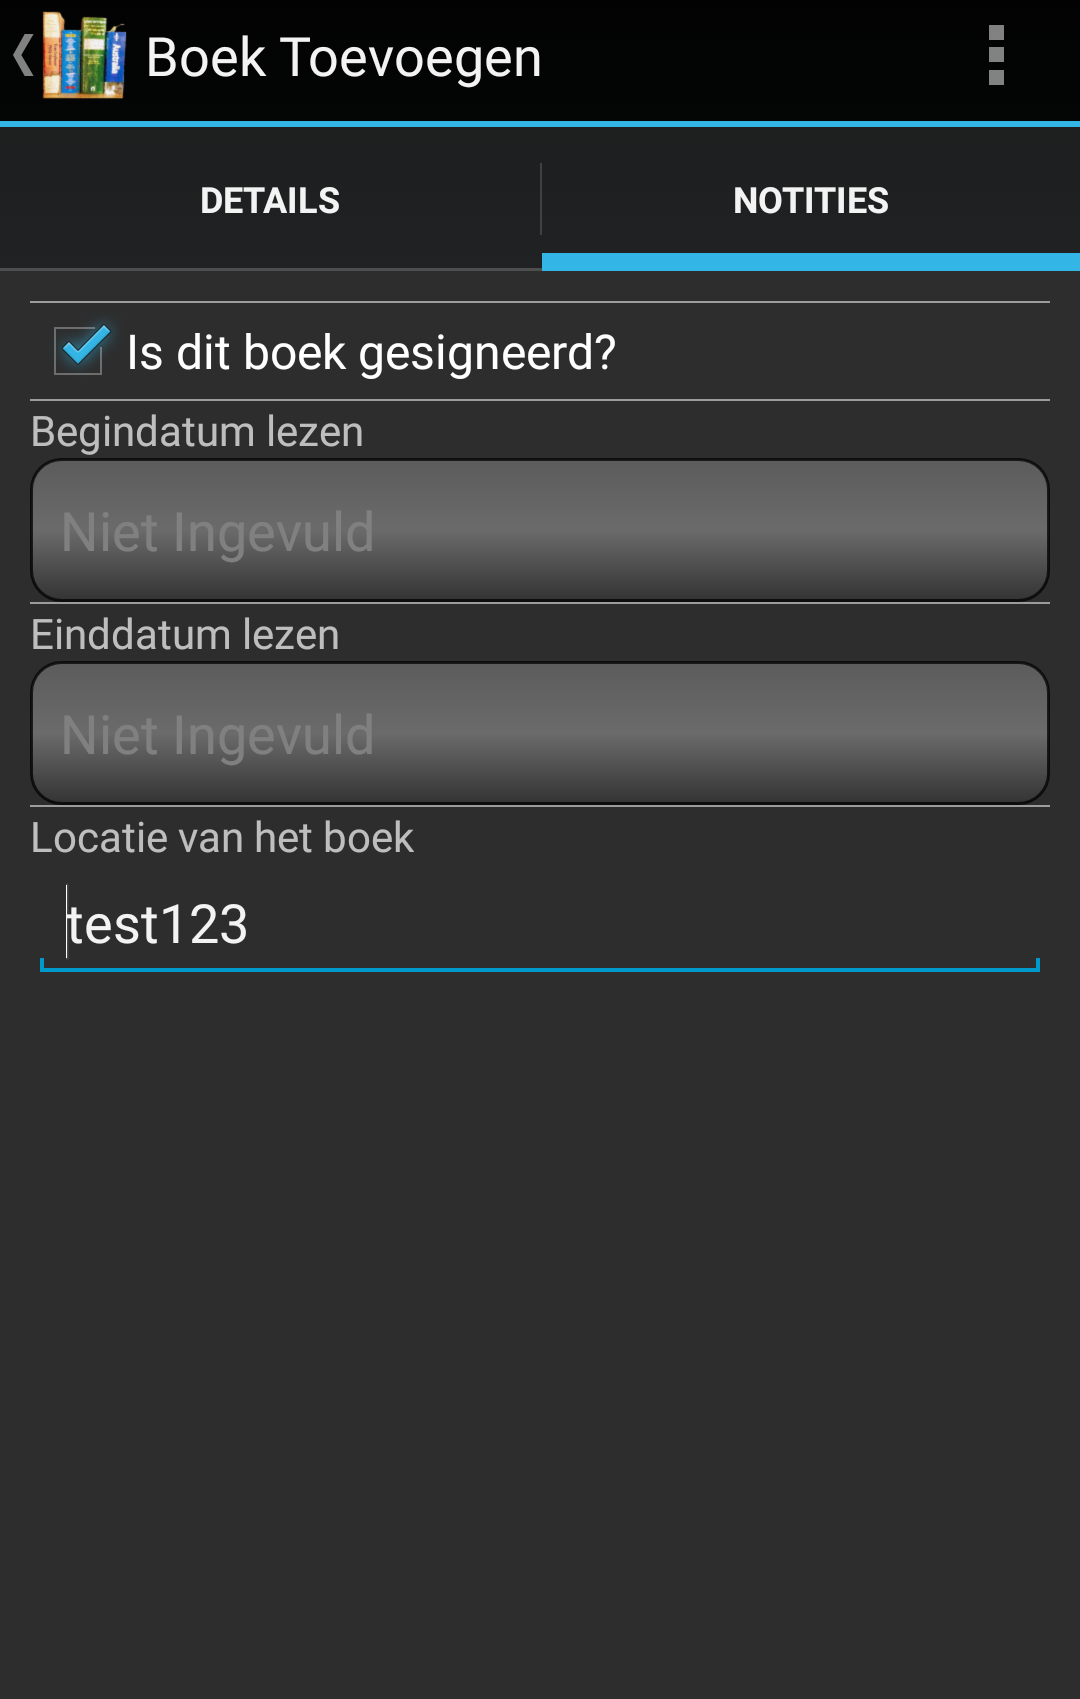 Boek Toevoegen
DETAILS
NOTITIES
Is dit boek gesigneerd?
Begindatum lezen
Niet Ingevuld
Einddatum lezen
Niet Ingevuld
Locatie van het boek
test123